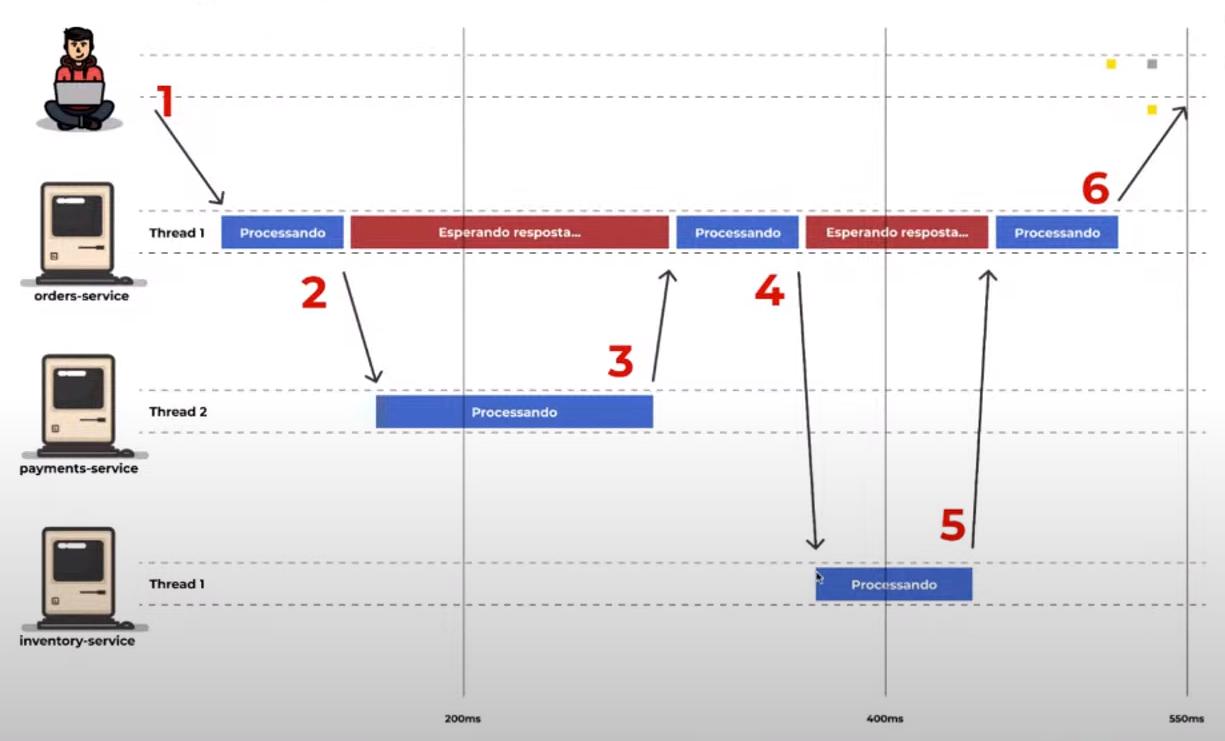 1
Thread 1
Processando
Esperando resposta...
Processando
Esperando resposta...
Processando
6
orders-service
2
4
3
Thread 2
Processando
payments-service
5
Thread 1
Processando
inventory-service
200ms
400ms
550ms